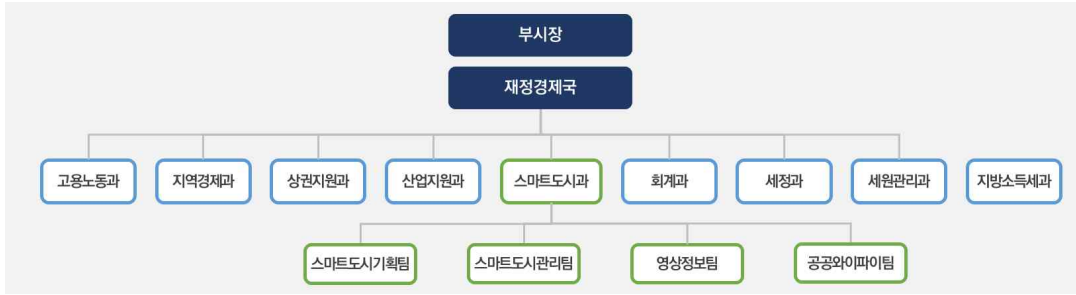 부시장
재정경제국
고용노동과 지역경제과 상권지원과 산업지원과 스마트도시과 회계과 세정과 세원관리과 지방소득세과
스마트도시기획팀 스마트도시관리팀 영상정보팀 공공와이파이팀